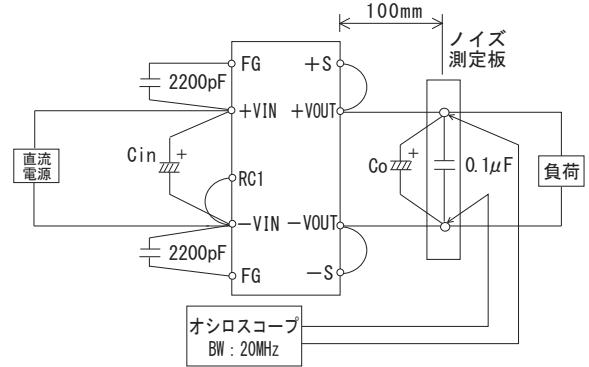 100mm
ノイズ
測定板
FG
+S
2200pF
+VIN
+VOUT
Cin
+
直流
電源
RC1
Co
+
0.1μF
負荷
-VIN
-VOUT
2200pF
FG
-S
オシロスコープ
BW : 20MHz